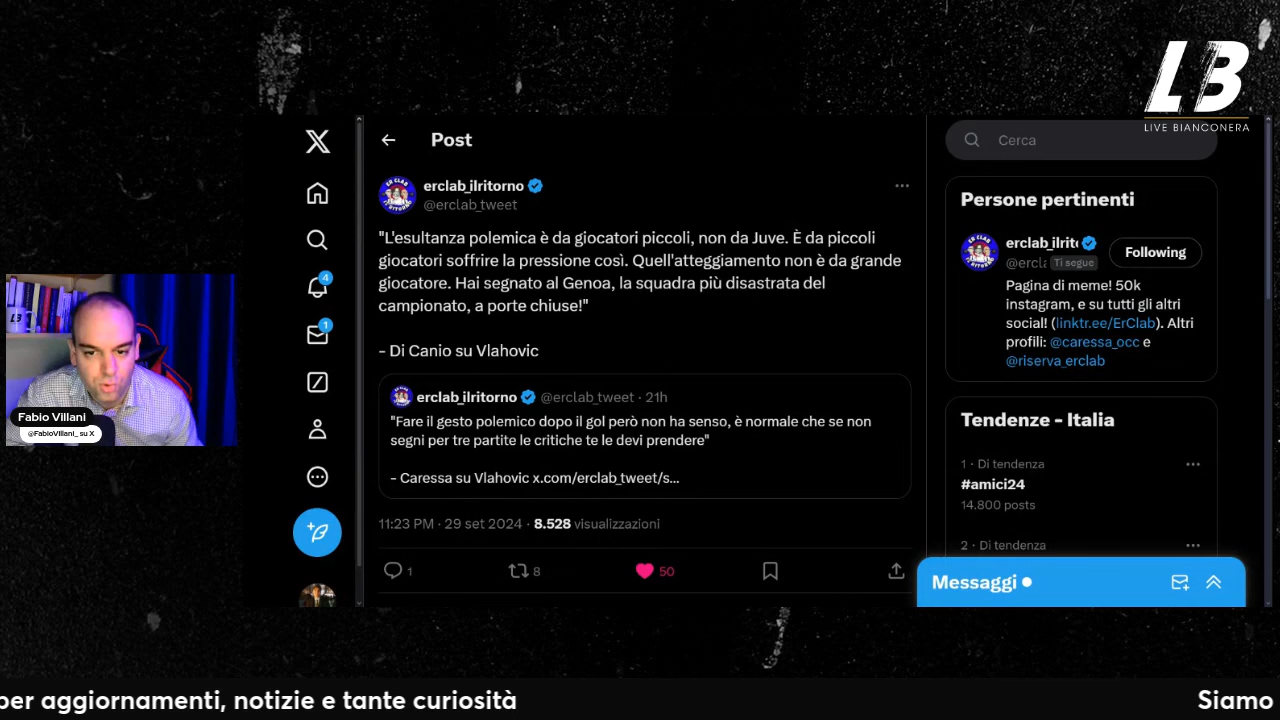 LB
LIVE BIANCONERA
Post
Cerca
erclab_ilritorno
@erclab_tweet
"L'esultanza polemica è da giocatori piccoli, non da Juve. È da piccoli
giocatori soffrire la pressione così. Quell'atteggiamento non è da grande
giocatore. Hai segnato al Genoa, la squadra più disastrata del
campionato, a porte chiuse!"
- Di Canio su Vlahovic
erclab_ilritorno @erclab_tweet · 21h
"Fare il gesto polemico dopo il gol però non ha senso, è normale che se non
segni per tre partite le critiche te le devi prendere"
- Caressa su Vlahovic x.com/erclab_tweet/s...
11:23 PM · 29 set 2024 · 8.528 visualizzazioni
1
8
50
4
1
Persone pertinenti
erclab_ilrito
@ercla Ti segue
Following
Pagina di meme! 50k
instagram, e su tutti gli altri
social! (linktr.ee/ErClab). Altri
profili: @caressa_occ e
@riserva_erclab
Tendenze - Italia
1 · Di tendenza
#amici24
14.800 posts
2 · Di tendenza
Messaggi
Fabio Villani
@FabioVillani_ su X
per aggiornamenti, notizie e tante curiosità
Siamo